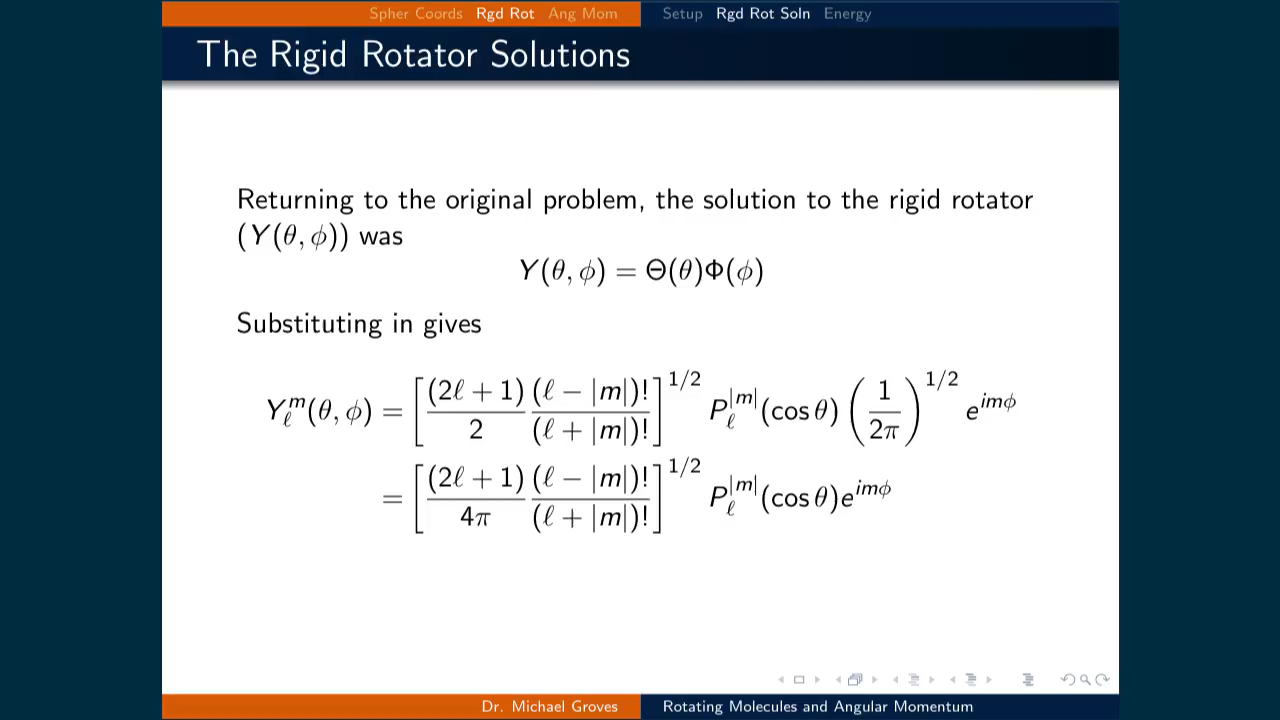 Spher Coords Rgd Rot Ang Mom Setup Rgd Rot Soln Energy
The Rigid Rotator Solutions
Returning to the original problem, the solution to the rigid rotator
(Y(θ, ϕ)) was
Y(θ, ϕ) = Θ(θ)Φ(ϕ)
Substituting in gives
Y_ℓ^m(θ, ϕ) = [(2ℓ + 1)/2 (ℓ − |m|)!/(ℓ + |m|)!]^{1/2} P_ℓ^{|m|}(cos θ) (1/2π)^{1/2} e^{imϕ}
= [(2ℓ + 1)/4π (ℓ − |m|)!/(ℓ + |m|)!]^{1/2} P_ℓ^{|m|}(cos θ)e^{imϕ}
Dr. Michael Groves Rotating Molecules and Angular Momentum